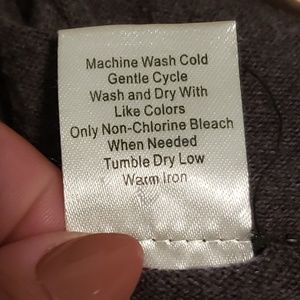 Machine Wash Cold
Gentle Cycle
Wash and Dry With
Like Colors
Only Non-Chlorine Bleach
When Needed
Tumble Dry Low
Warm Iron